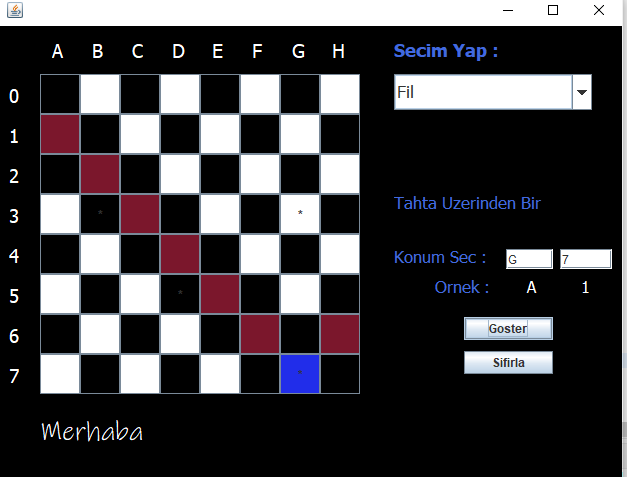 A B C D E F G H
Secim Yap :
0
Fil
1
2
3
*
*
Tahta Uzerinden Bir
4
Konum Sec :
G
7
5
*
Ornek :
A
1
6
Goster
7
*
Sifirla
Merhaba